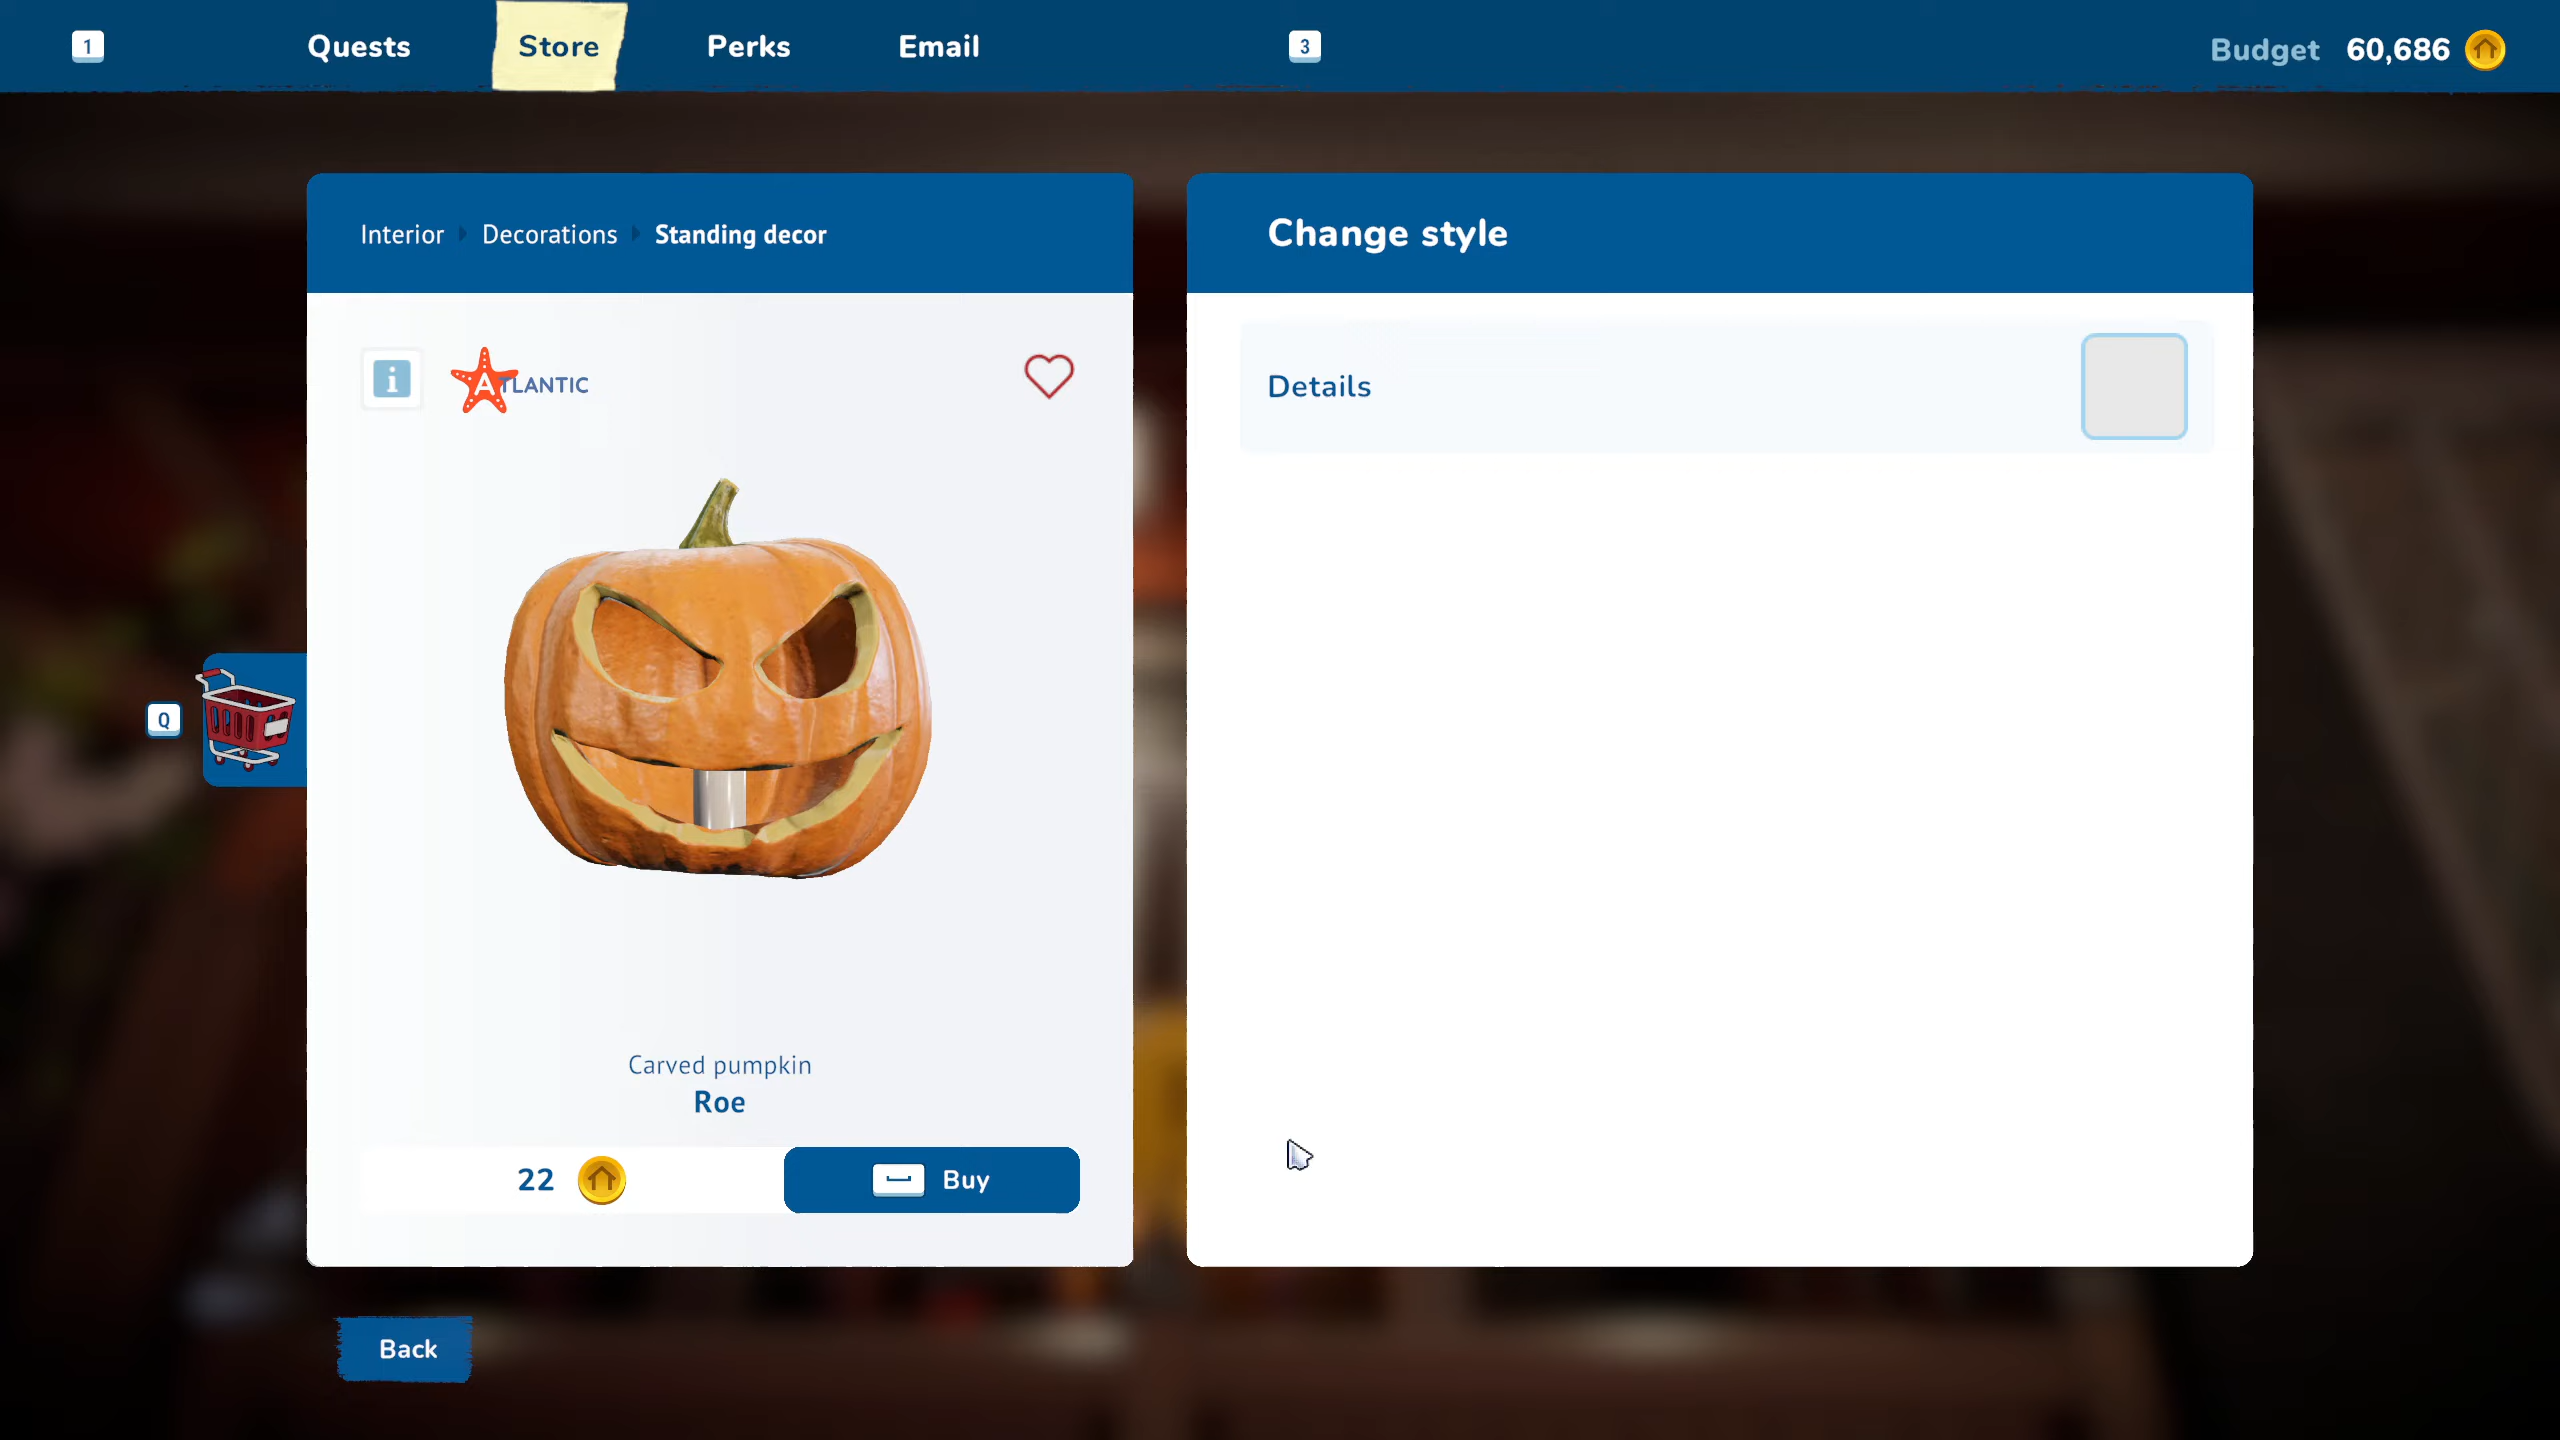 1
Quests
Store
Perks
Email
3
Budget
60,686
Interior
Decorations
Standing decor
Change style
i
ATLANTIC
Details
Q
Carved pumpkin
Roe
22
Buy
Back